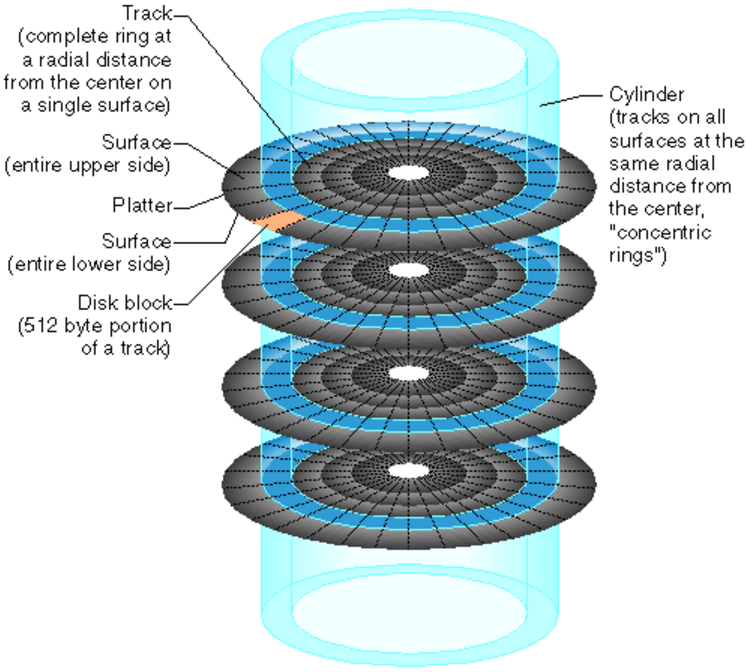 Track
(complete ring at
a radial distance
from the center on
a single surface)
Surface
(entire upper side)
Platter
Surface
(entire lower side)
Disk block
(512 byte portion
of a track)
Cylinder
(tracks on all
surfaces at the
same radial
distance from
the center,
"concentric
rings")